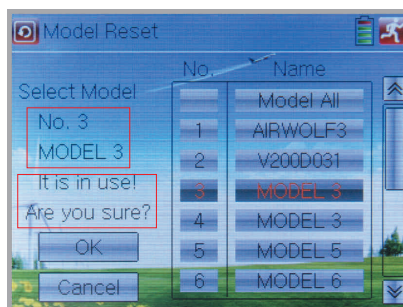 Model Reset
No. Name
Select Model
No. 3
MODEL 3
It is in use!
Are you sure?
OK
Cancel
Model All
1 AIRWOLF3
2 V200D031
3 MODEL 3
4 MODEL 3
5 MODEL 5
6 MODEL 6